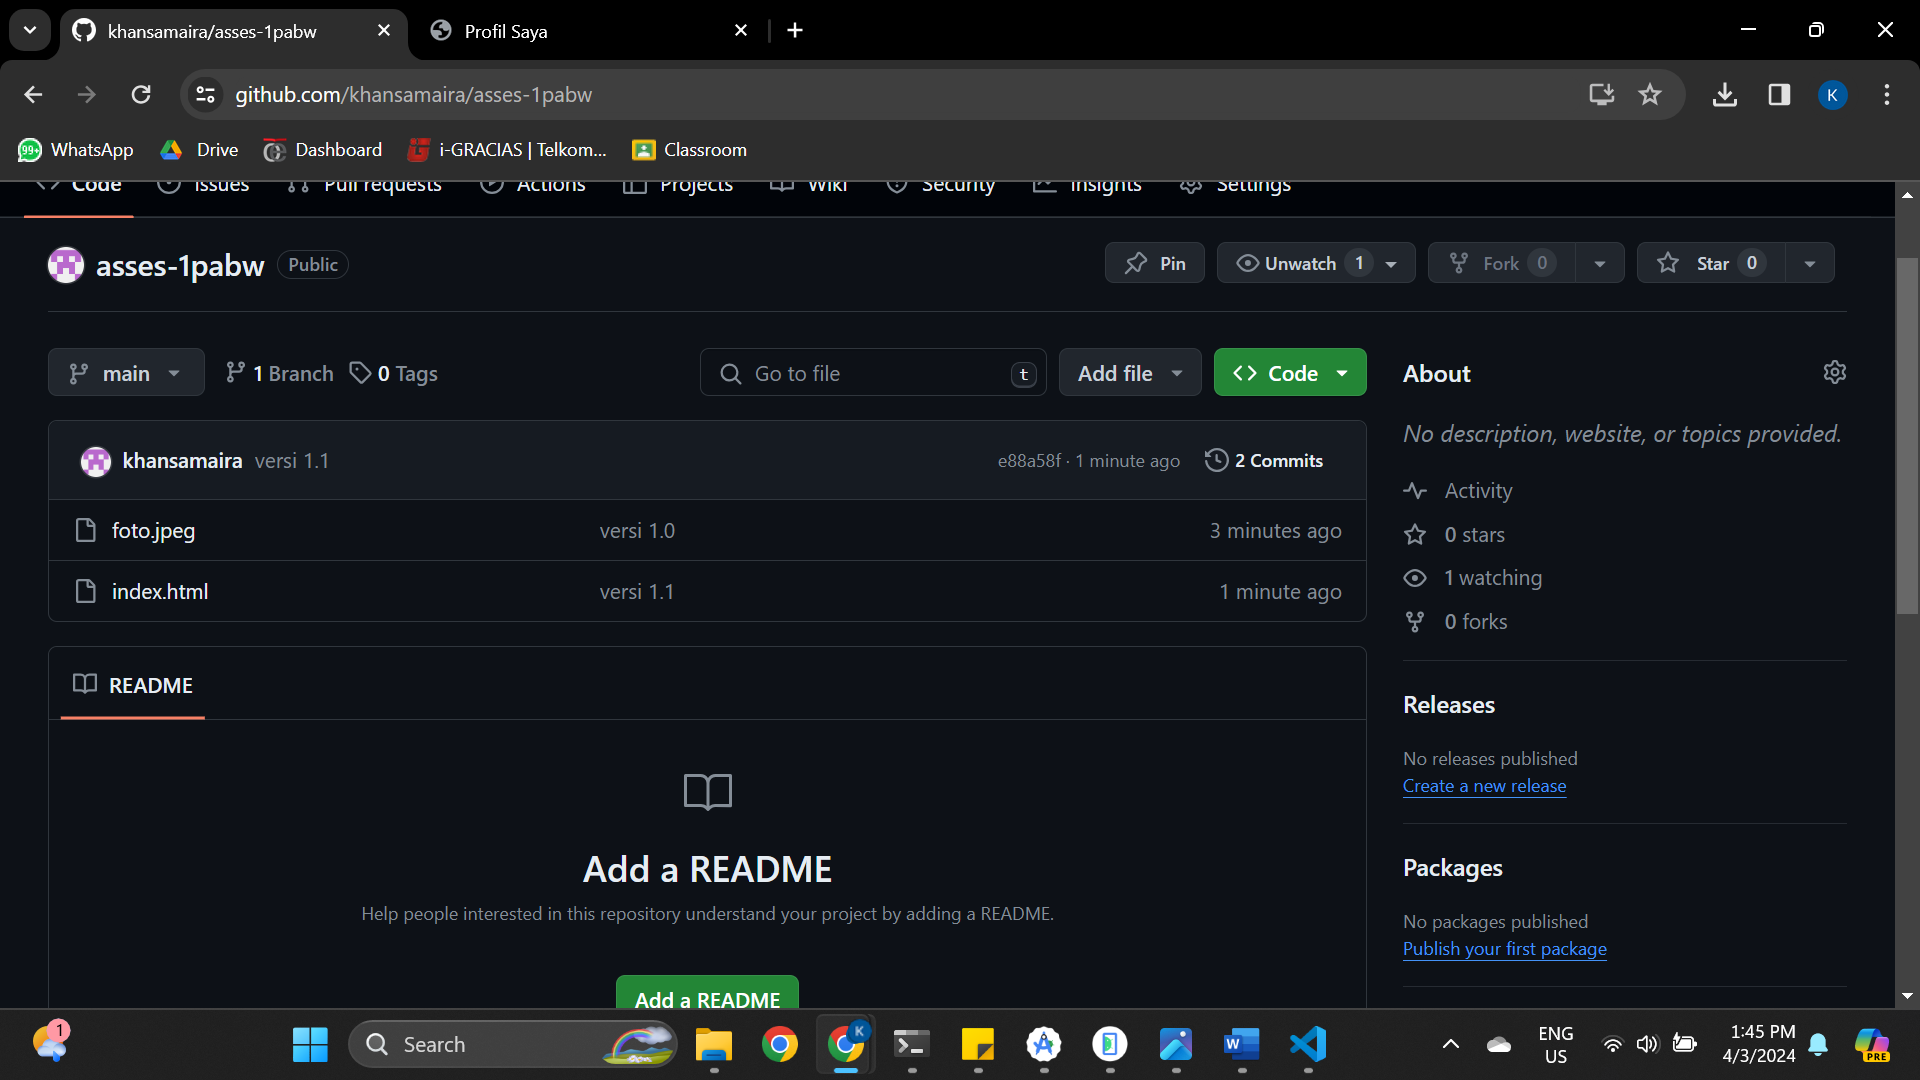 khansamaira/asses-1pabw
Profil Saya
github.com/khansamaira/asses-1pabw
K
99+ WhatsApp
Drive
Dashboard
i-GRACIAS | Telkom...
Classroom
Code
Issues
Pull requests
Actions
Projects
Wiki
Security
Insights
Settings
asses-1pabw Public
Pin
Unwatch 1
Fork 0
Star 0
main
1 Branch
0 Tags
Go to file t
Add file
Code
khansamaira versi 1.1 e88a58f · 1 minute ago 2 Commits
foto.jpeg versi 1.0 3 minutes ago
index.html versi 1.1 1 minute ago
README
Add a README
Help people interested in this repository understand your project by adding a README.
Add a README
About
No description, website, or topics provided.
Activity
0 stars
1 watching
0 forks
Releases
No releases published
Create a new release
Packages
No packages published
Publish your first package
1
Search
K
W
ENG
US
1:45 PM
4/3/2024
PRE